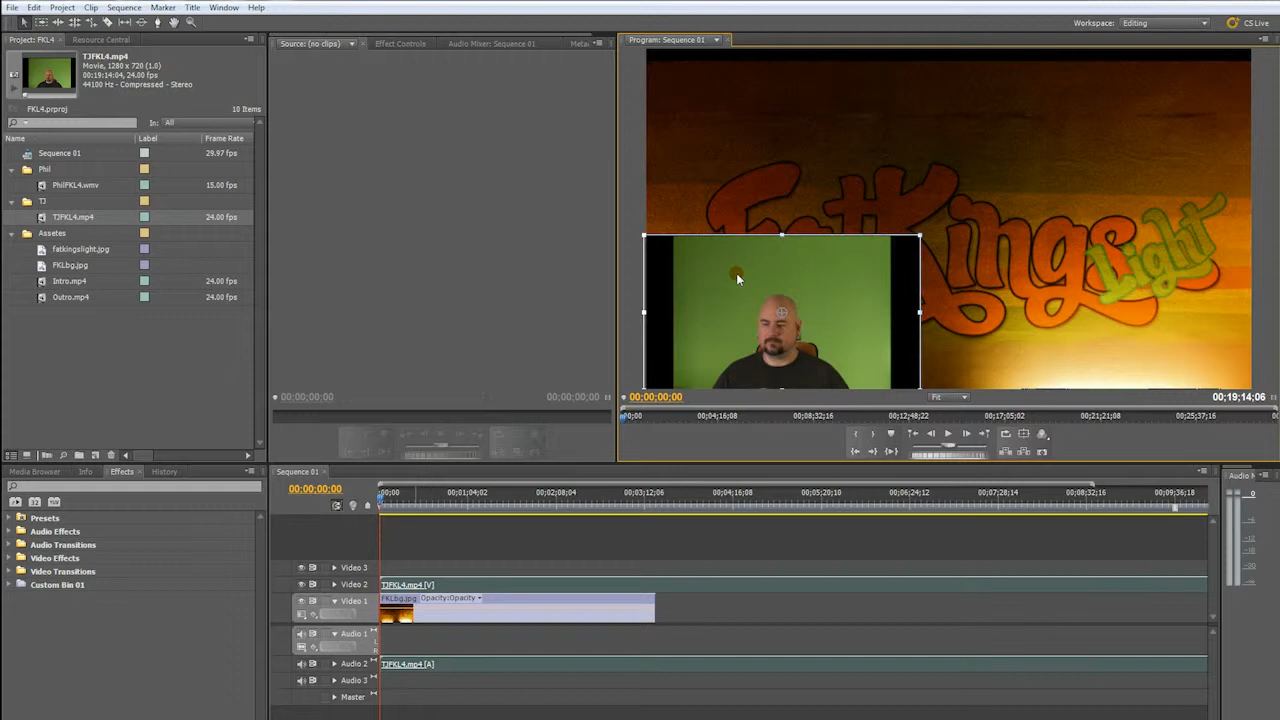 File Edit Project Clip Sequence Marker Title Window Help
Workspace: Editing CS Live
Project: FKL4 Resource Central
Source: (no clips) Effect Controls Audio Mixer: Sequence 01 Meta:
Program: Sequence 01
TJFKL4.mp4
Movie, 1280 x 720 (1.0)
00:19:14:04, 24.00 fps
44100 Hz - Compressed - Stereo
FKL4.prproj 10 Items
In: All
Name Label Frame Rate
Sequence 01 29.97 fps
Phil
PhilFKL4.wmv 15.00 fps
TJ
TJFKL4.mp4 24.00 fps
Assetes
fatkingslight.jpg
FKLbg.jpg
Intro.mp4 24.00 fps
Outro.mp4 24.00 fps
FatKings
Light
00;00;00;00 00;00;00;00
00;00;00;00 Fit 00;19;14;06
00;00 00;04;16;08 00;08;32;16 00;12;48;22 00;17;05;02 00;21;21;08 00;25;37;16
Media Browser Info Effects History
Presets
Audio Effects
Audio Transitions
Video Effects
Video Transitions
Custom Bin 01
Sequence 01
00;00;00;00
00;00 00;01;04;02 00;02;08;04 00;03;12;06 00;04;16;08 00;05;20;10 00;06;24;12 00;07;28;14 00;08;32;16 00;09;36;18
Video 3
Video 2 TJFKL4.mp4 [V]
Video 1 FKLbg.jpg Opacity:Opacity
Audio 1
Audio 2 TJFKL4.mp4 [A]
Audio 3
Master
Audio M
0